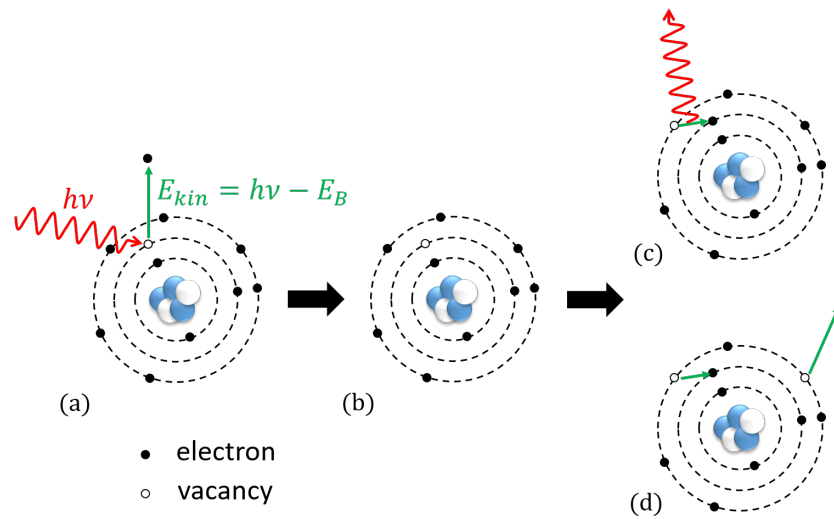 (c)
hν
E_kin = hν − E_B
(a)
(b)
(d)
electron
vacancy